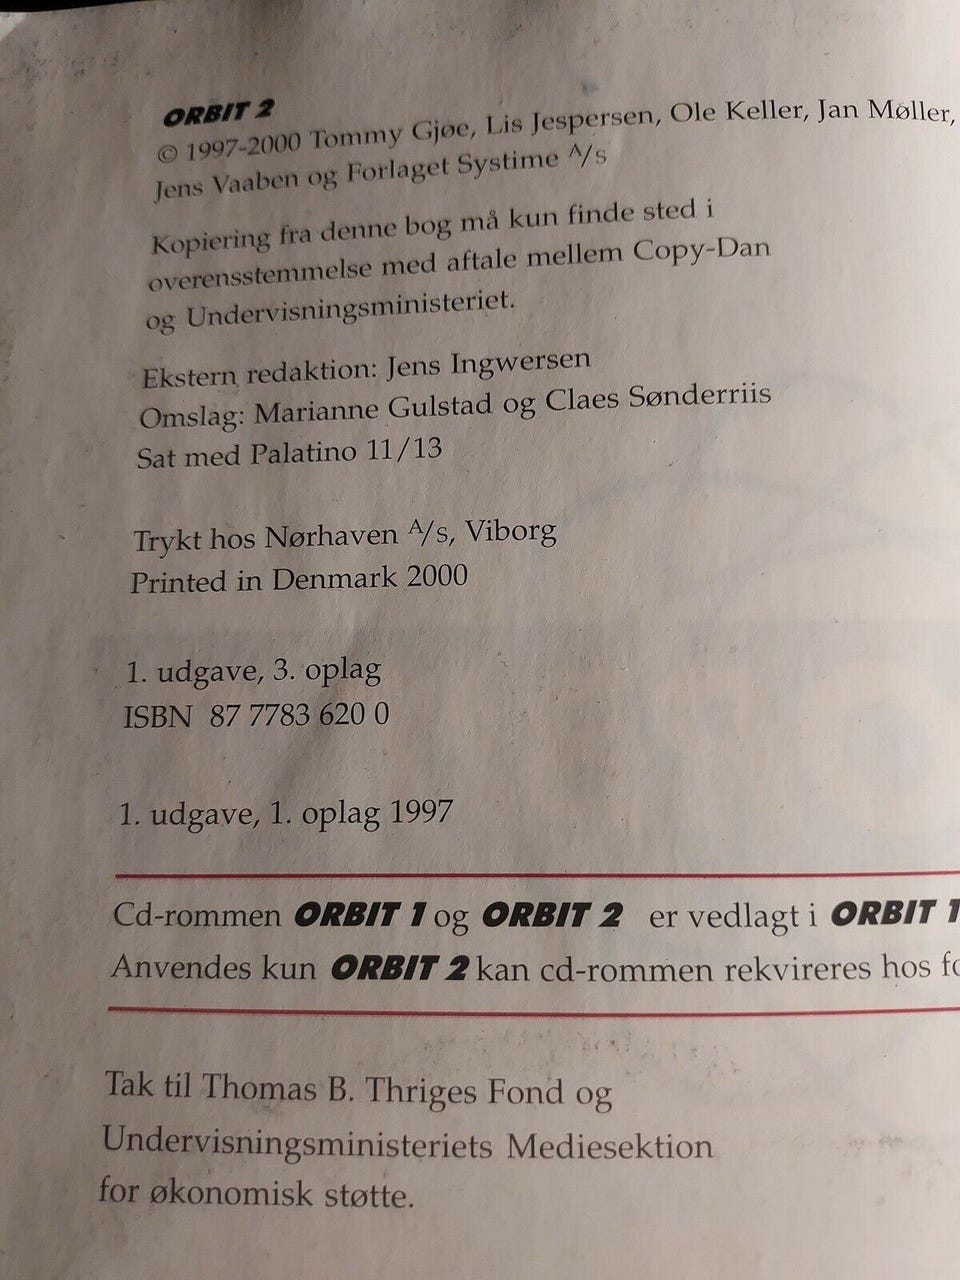 ORBIT 2
© 1997-2000 Tommy Gjøe, Lis Jespersen, Ole Keller, Jan Møller,
Jens Vaaben og Forlaget Systime A/s
Kopiering fra denne bog må kun finde sted i
overensstemmelse med aftale mellem Copy-Dan
og Undervisningsministeriet.
Ekstern redaktion: Jens Ingwersen
Omslag: Marianne Gulstad og Claes Sønderriis
Sat med Palatino 11/13
Trykt hos Nørhaven A/s, Viborg
Printed in Denmark 2000
1. udgave, 3. oplag
ISBN 87 7783 620 0
1. udgave, 1. oplag 1997
Cd-rommen ORBIT 1 og ORBIT 2 er vedlagt i ORBIT 1
Anvendes kun ORBIT 2 kan cd-rommen rekvireres hos
Tak til Thomas B. Thriges Fond og
Undervisningsministeriets Mediesektion
for økonomisk støtte.